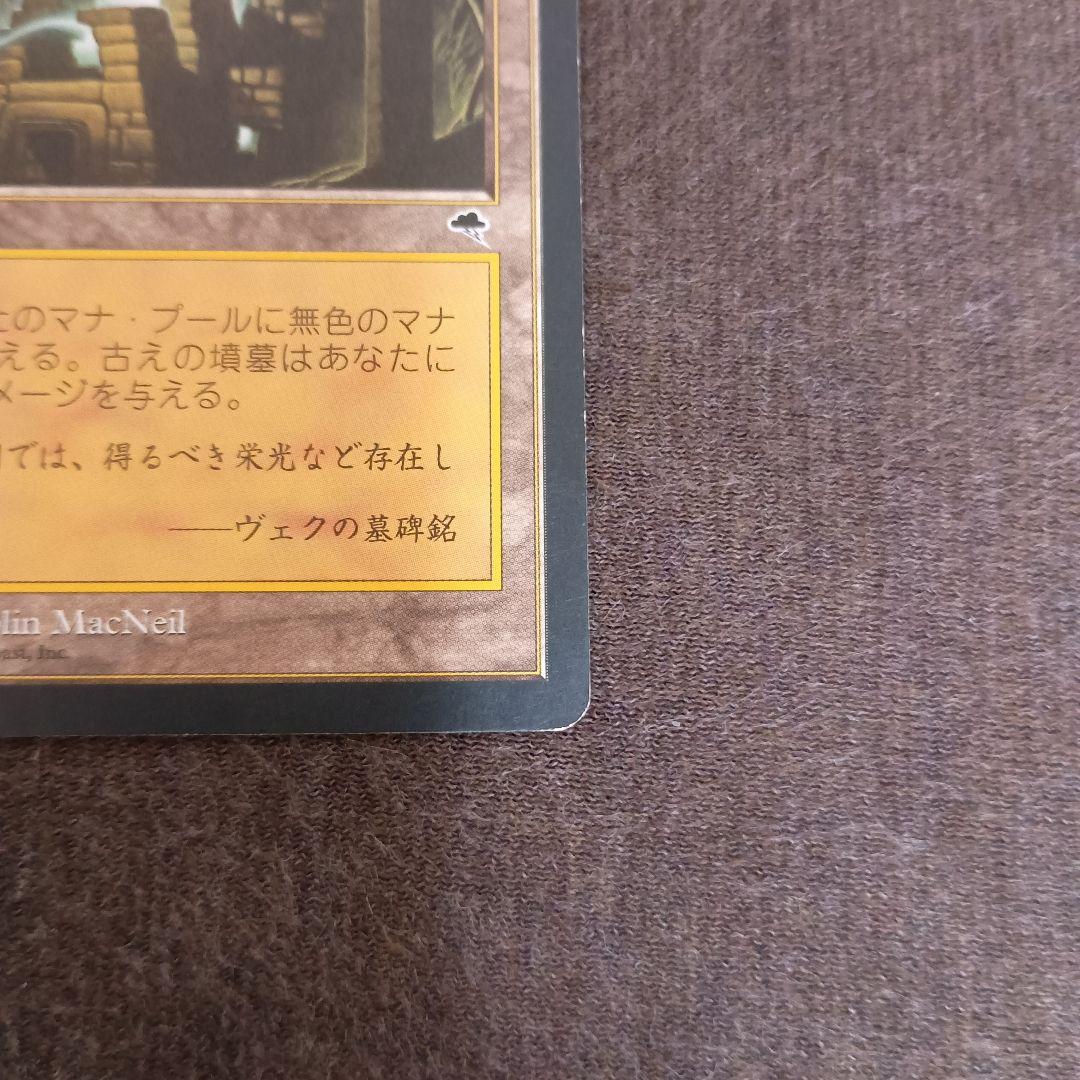 のマナ・プールに無色のマナ
える。古えの墳墓はあなたに
メージを与える。
では、得るべき栄光など存在し
――ヴェクの墓碑銘
lin MacNeil
Inc.